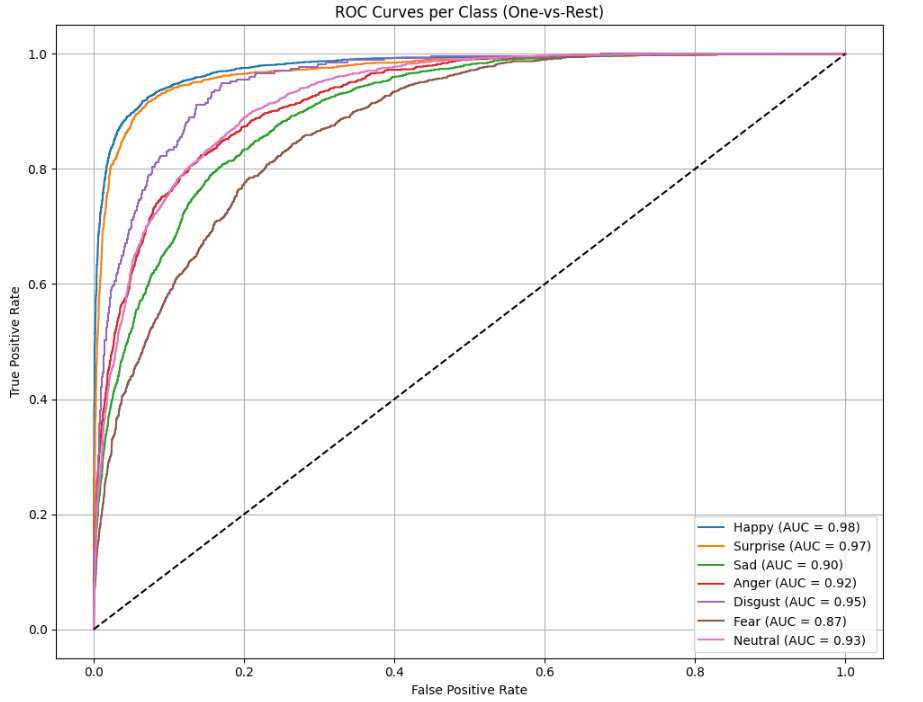 ROC Curves per Class (One-vs-Rest)
1.0
0.8
0.6
0.4
0.2
0.0
True Positive Rate
Happy (AUC = 0.98)
Surprise (AUC = 0.97)
Sad (AUC = 0.90)
Anger (AUC = 0.92)
Disgust (AUC = 0.95)
Fear (AUC = 0.87)
Neutral (AUC = 0.93)
0.0 0.2 0.4 0.6 0.8 1.0
False Positive Rate